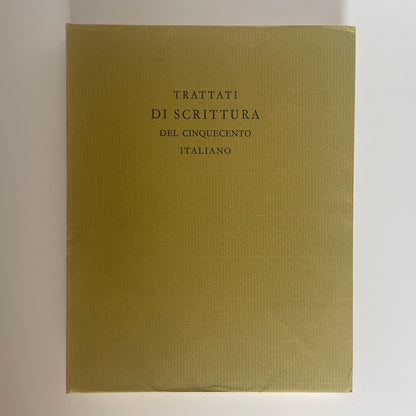 TRATTATI
DI SCRITTURA
DEL CINQUECENTO
ITALIANO